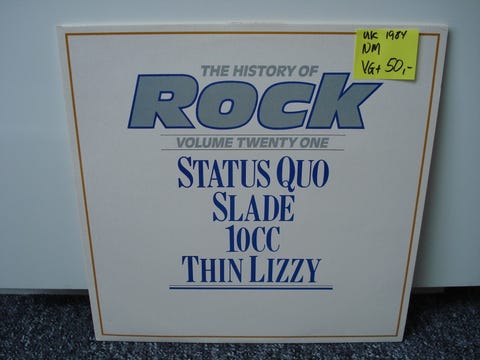 UK 1984
NM
VG+ 50,-
THE HISTORY OF
ROCK
VOLUME TWENTY ONE
STATUS QUO
SLADE
10CC
THIN LIZZY